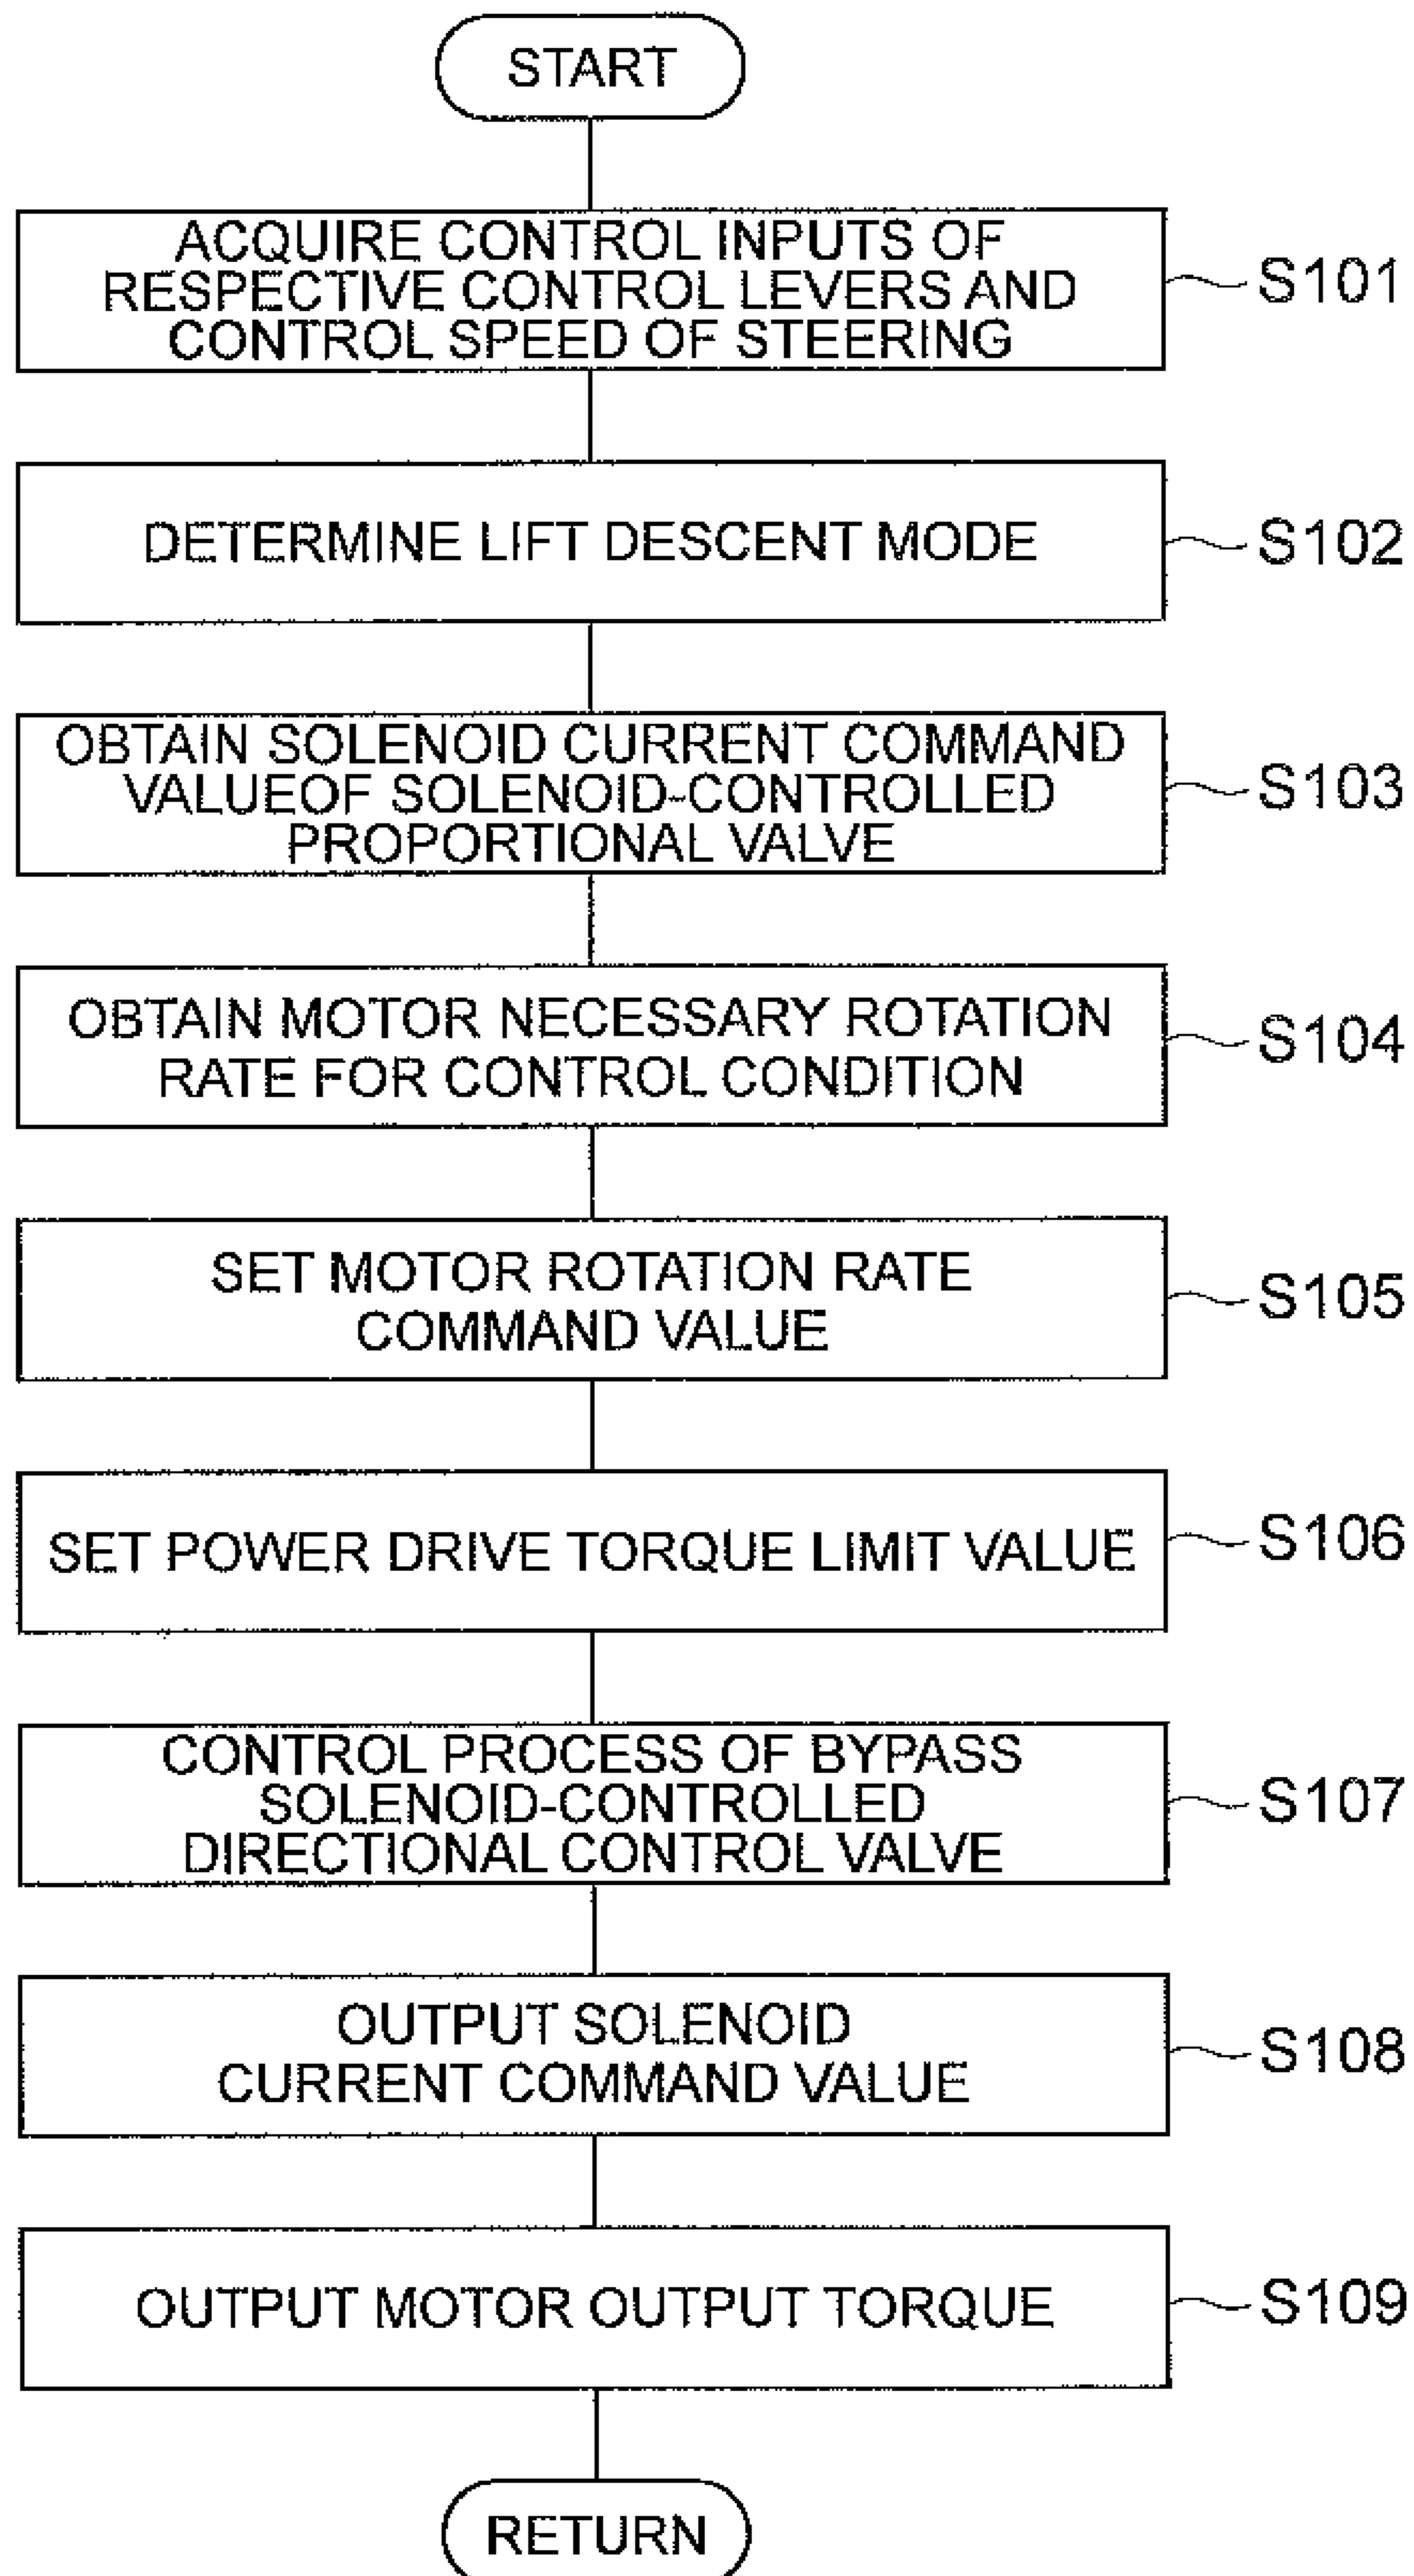 START
ACQUIRE CONTROL INPUTS OF
RESPECTIVE CONTROL LEVERS AND
CONTROL SPEED OF STEERING
S101
DETERMINE LIFT DESCENT MODE
S102
OBTAIN SOLENOID CURRENT COMMAND
VALUEOF SOLENOID-CONTROLLED
PROPORTIONAL VALVE
S103
OBTAIN MOTOR NECESSARY ROTATION
RATE FOR CONTROL CONDITION
S104
SET MOTOR ROTATION RATE
COMMAND VALUE
S105
SET POWER DRIVE TORQUE LIMIT VALUE
S106
CONTROL PROCESS OF BYPASS
SOLENOID-CONTROLLED
DIRECTIONAL CONTROL VALVE
S107
OUTPUT SOLENOID
CURRENT COMMAND VALUE
S108
OUTPUT MOTOR OUTPUT TORQUE
S109
RETURN